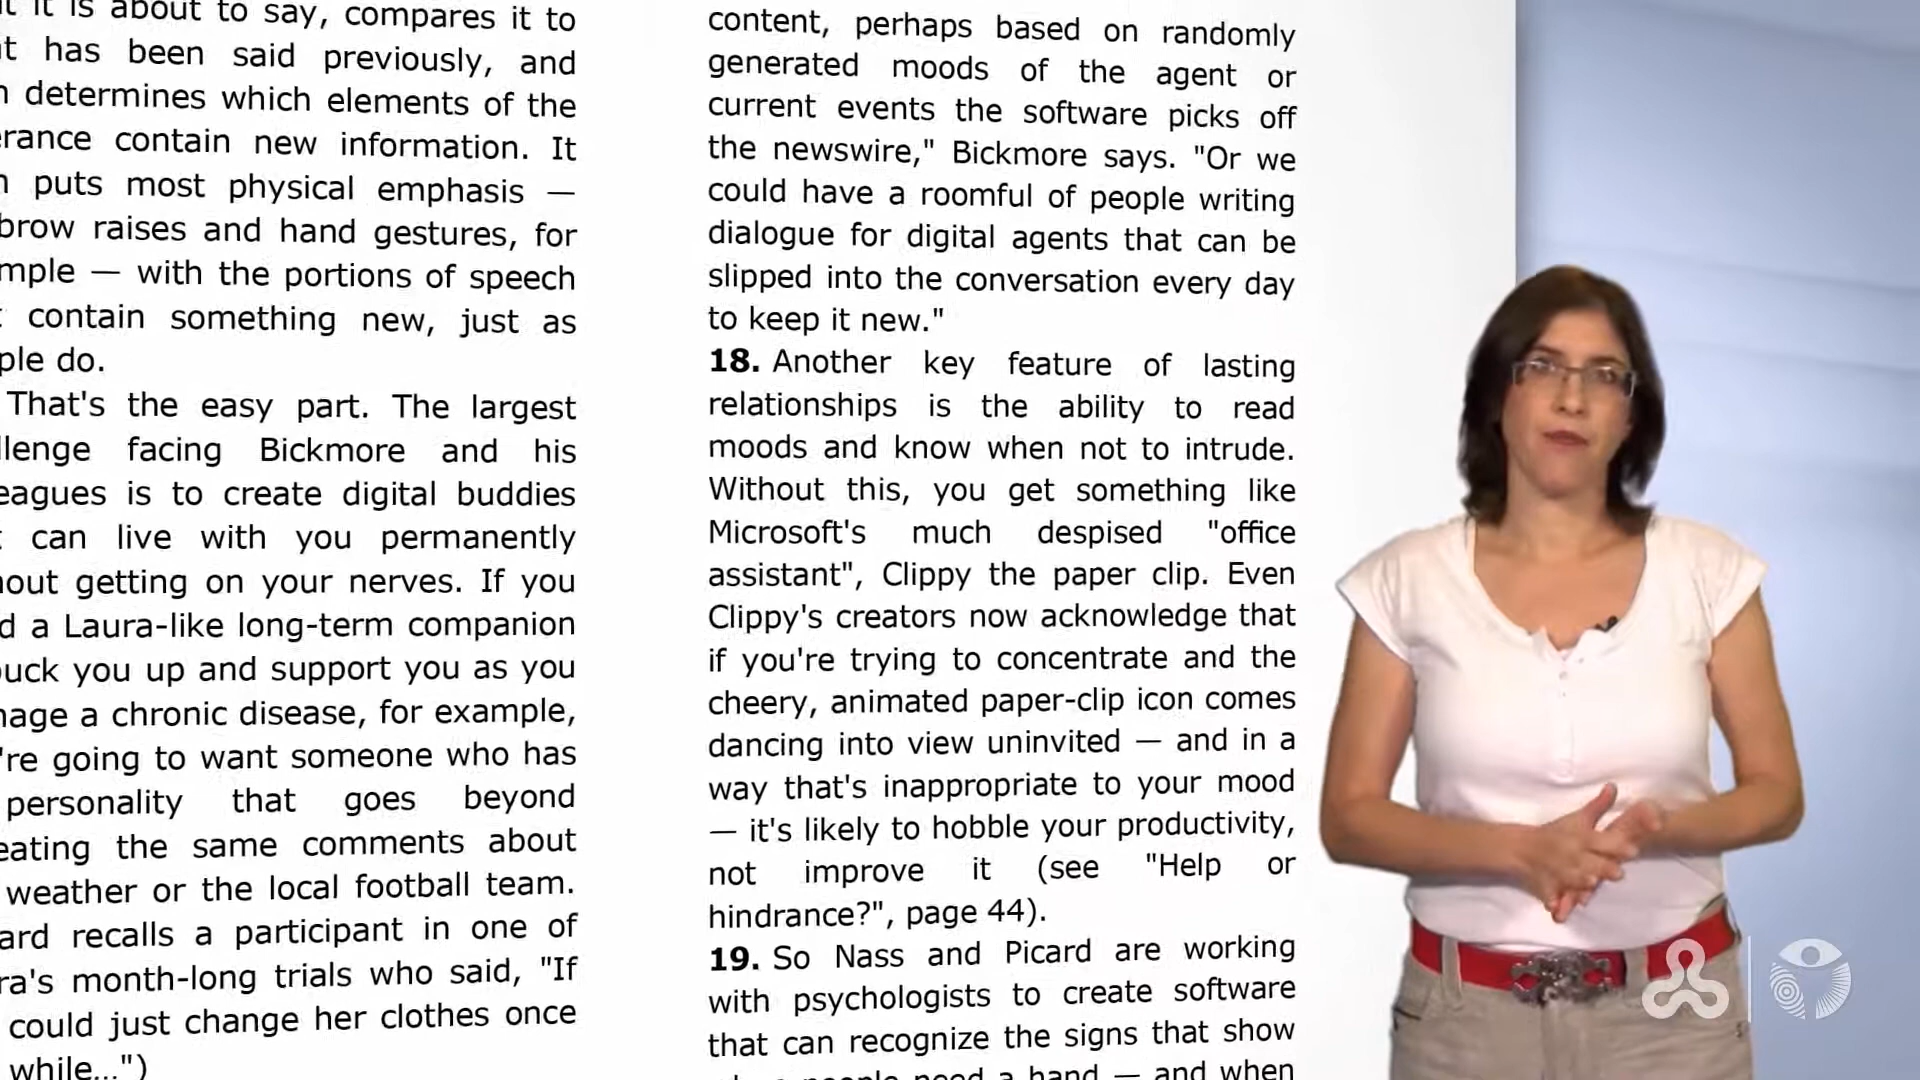 it is about to say, compares it to
has been said previously, and
determines which elements of the
contain new information. It
puts most physical emphasis —
brow raises and hand gestures, for
— with the portions of speech
contain something new, just as
do.
That's the easy part. The largest
facing Bickmore and his
is to create digital buddies
can live with you permanently
getting on your nerves. If you
a Laura-like long-term companion
you up and support you as you
a chronic disease, for example,
going to want someone who has
personality that goes beyond
the same comments about
weather or the local football team.
recalls a participant in one of
month-long trials who said, "If
could just change her clothes once
while...")
content, perhaps based on randomly
generated moods of the agent or
current events the software picks off
the newswire," Bickmore says. "Or we
could have a roomful of people writing
dialogue for digital agents that can be
slipped into the conversation every day
to keep it new."
18. Another key feature of lasting
relationships is the ability to read
moods and know when not to intrude.
Without this, you get something like
Microsoft's much despised "office
assistant", Clippy the paper clip. Even
Clippy's creators now acknowledge that
if you're trying to concentrate and the
cheery, animated paper-clip icon comes
dancing into view uninvited — and in a
way that's inappropriate to your mood
— it's likely to hobble your productivity,
not improve it (see "Help or
hindrance?", page 44).
19. So Nass and Picard are working
with psychologists to create software
that can recognize the signs that show
people need a hand — and when